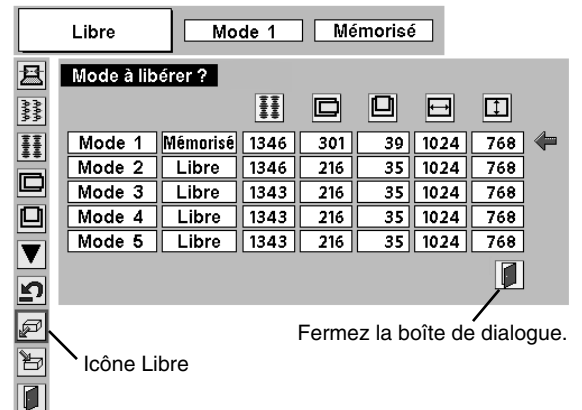 Libre Mode 1 Mémorisé
Mode à libérer ?
Mode 1 Mémorisé 1346 301 39 1024 768
Mode 2 Libre 1346 216 35 1024 768
Mode 3 Libre 1343 216 35 1024 768
Mode 4 Libre 1343 216 35 1024 768
Mode 5 Libre 1343 216 35 1024 768
Fermez la boîte de dialogue.
Icône Libre